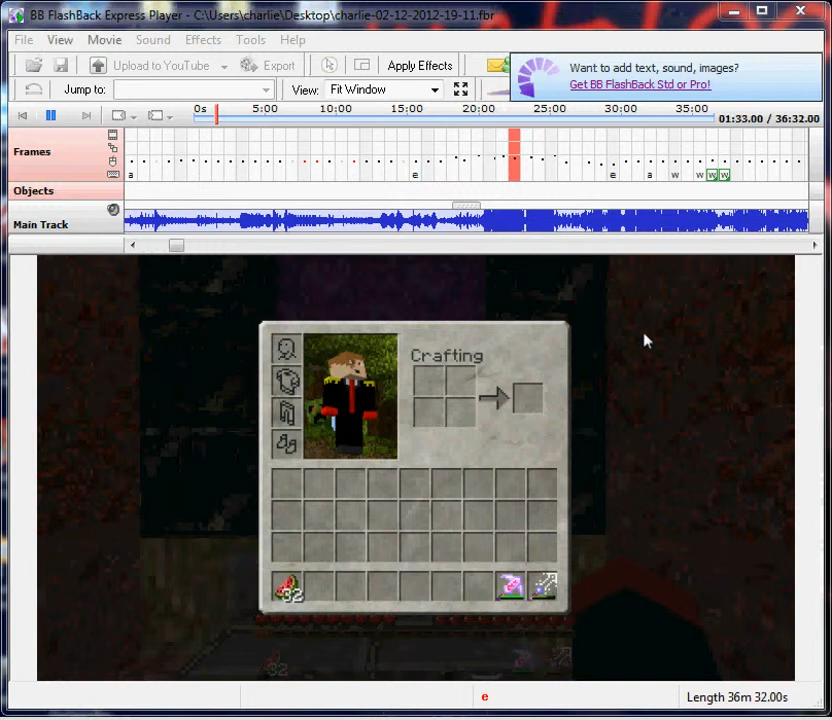 BB FlashBack Express Player - C:\Users\charlie\Desktop\charlie-02-12-2012-19-11.fbr
File View Movie Sound Effects Tools Help
Upload to YouTube Export Apply Effects
Want to add text, sound, images?
Get BB FlashBack Std or Pro!
Jump to: View: Fit Window
0s 5:00 10:00 15:00 20:00 25:00 30:00 35:00 01:33.00 / 36:32.00
Frames
a e e a w w w w
Objects
Main Track
Crafting
32
32
e Length 36m 32.00s